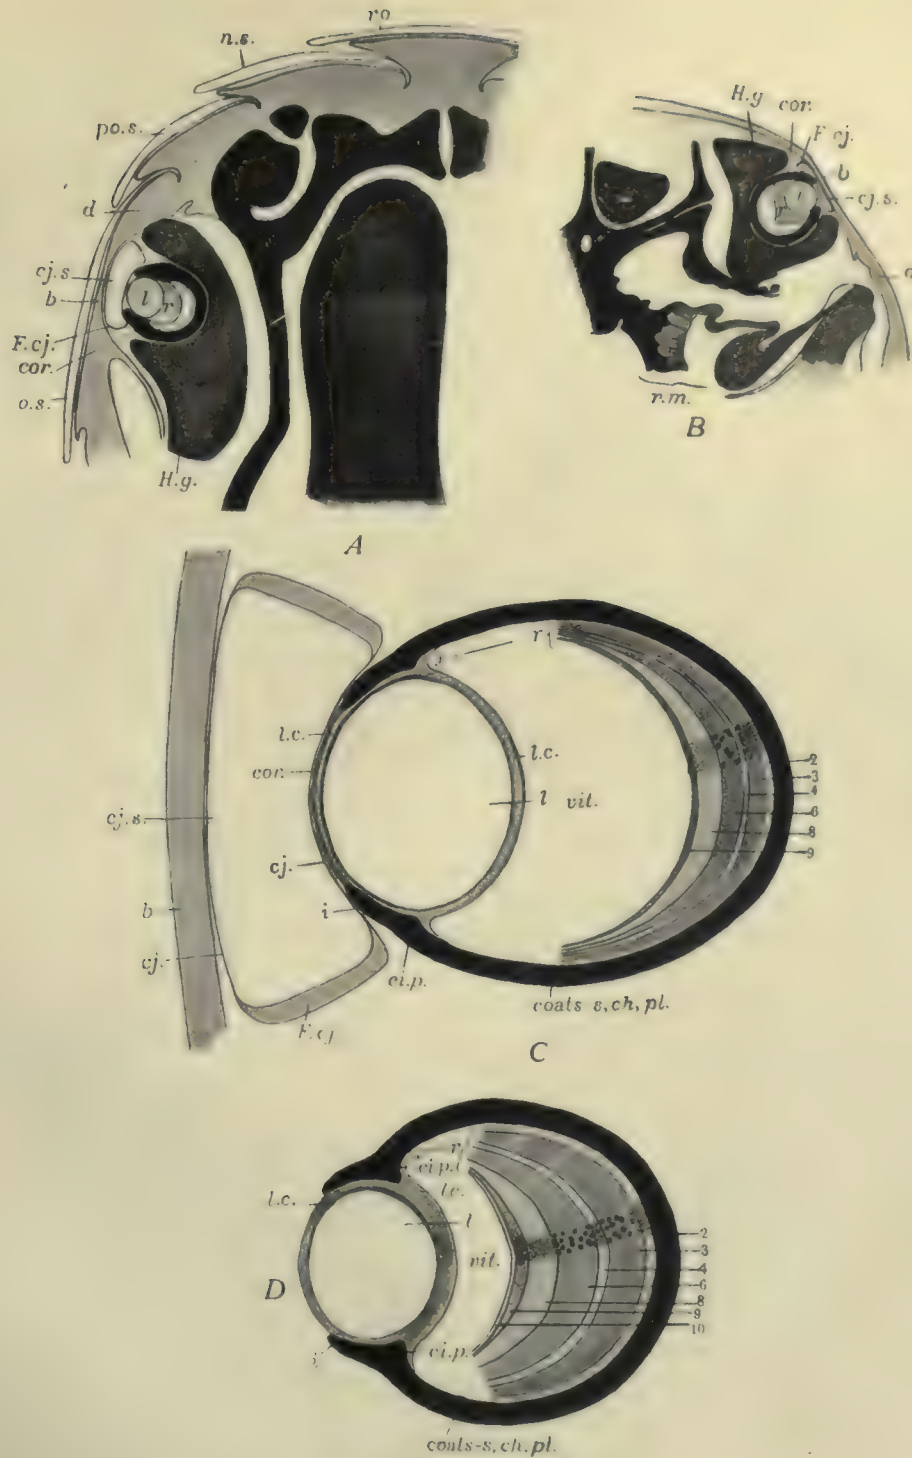 ro
n.s.
po.s.
d
cj.s.
b
F.cj.
cor.
o.s.
l
r
H.g.
A
H.g
cor.
F.cj.
b
cj.s.
r.m.
B
r
l.c.
cor.
cj.s.
cj.
i
b
cj.
ci.p.
F.cj
l.c.
l
vit.
2
3
4
6
8
9
coats s, ch, pl.
C
r
ci.p.
l.c.
l.c.
l
vit.
2
3
4
6
8
9
10
D
ci.p.
coats-s, ch. pl.